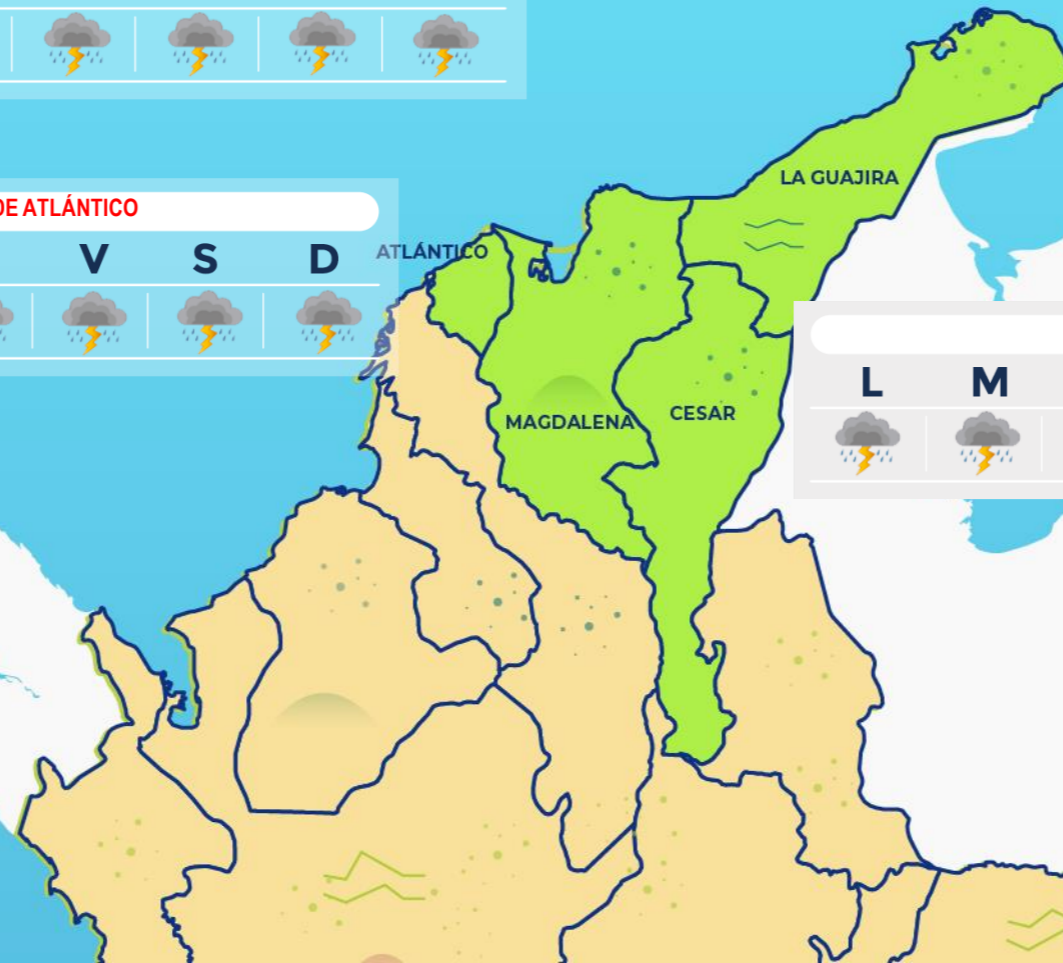 LA GUAJIRA
DE ATLÁNTICO
V S D
ATLÁNTICO
L M
MAGDALENA
CESAR